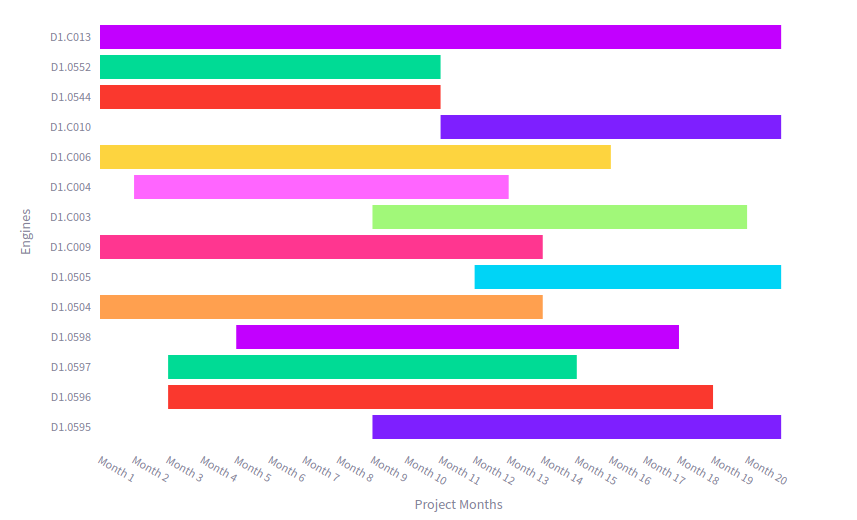 D1.C013
D1.0552
D1.0544
D1.C010
D1.C006
D1.C004
D1.C003
D1.C009
D1.0505
D1.0504
D1.0598
D1.0597
D1.0596
D1.0595
Engines
Month 1
Month 2
Month 3
Month 4
Month 5
Month 6
Month 7
Month 8
Month 9
Month 10
Month 11
Month 12
Month 13
Month 14
Month 15
Month 16
Month 17
Month 18
Month 19
Month 20
Project Months